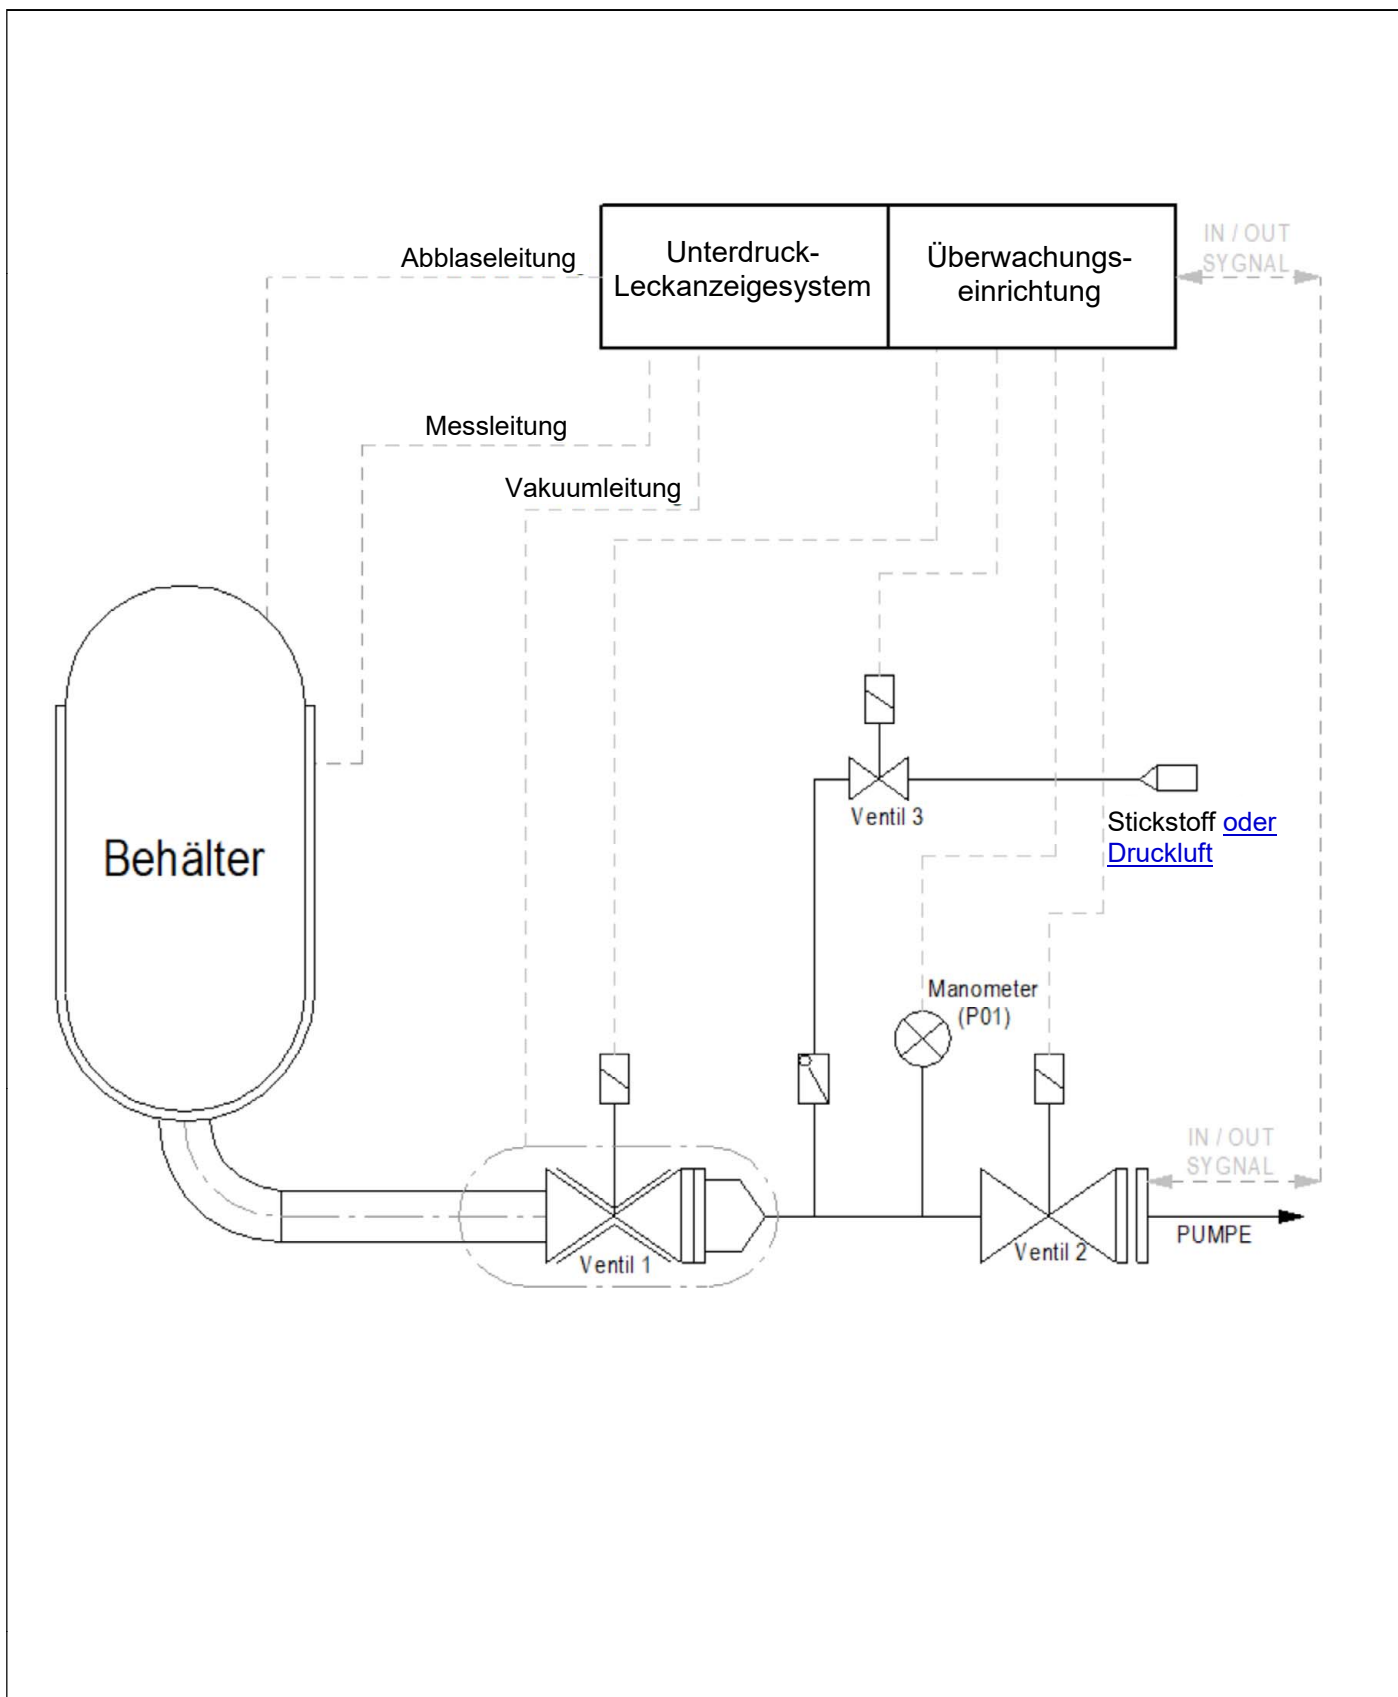 Unterdruck-
Leckanzeigesystem
Überwachungs-
einrichtung
IN / OUT
SYGNAL
Abblaseleitung
Messleitung
Vakuumleitung
Behälter
Ventil 3
Stickstoff oder
Druckluft
Manometer
(P01)
IN / OUT
SYGNAL
PUMPE
Ventil 1
Ventil 2